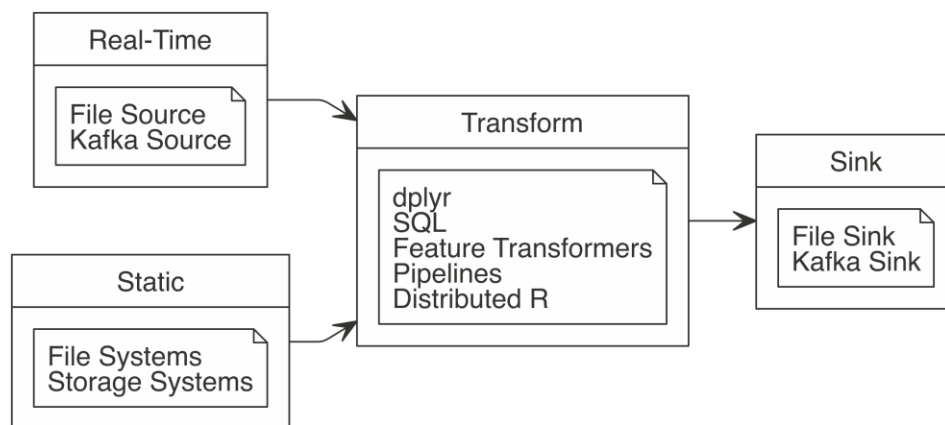 Real-Time
File Source
Kafka Source
Static
File Systems
Storage Systems
Transform
dplyr
SQL
Feature Transformers
Pipelines
Distributed R
Sink
File Sink
Kafka Sink